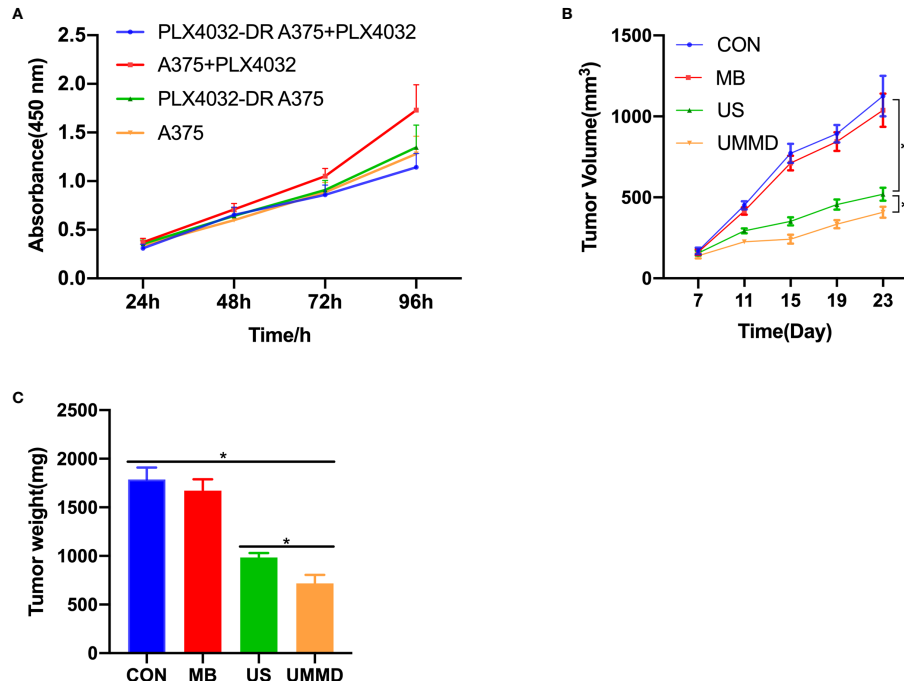 A
PLX4032-DR A375+PLX4032
A375+PLX4032
PLX4032-DR A375
A375
Absorbance(450 nm)
2.5
2.0
1.5
1.0
0.5
0.0
24h 48h 72h 96h
Time/h
B
CON
MB
US
UMMD
Tumor Volume(mm³)
1500
1000
500
0
*
*
7 11 15 19 23
Time(Day)
C
Tumor weight(mg)
2500
2000
1500
1000
500
0
*
*
CON MB US UMMD